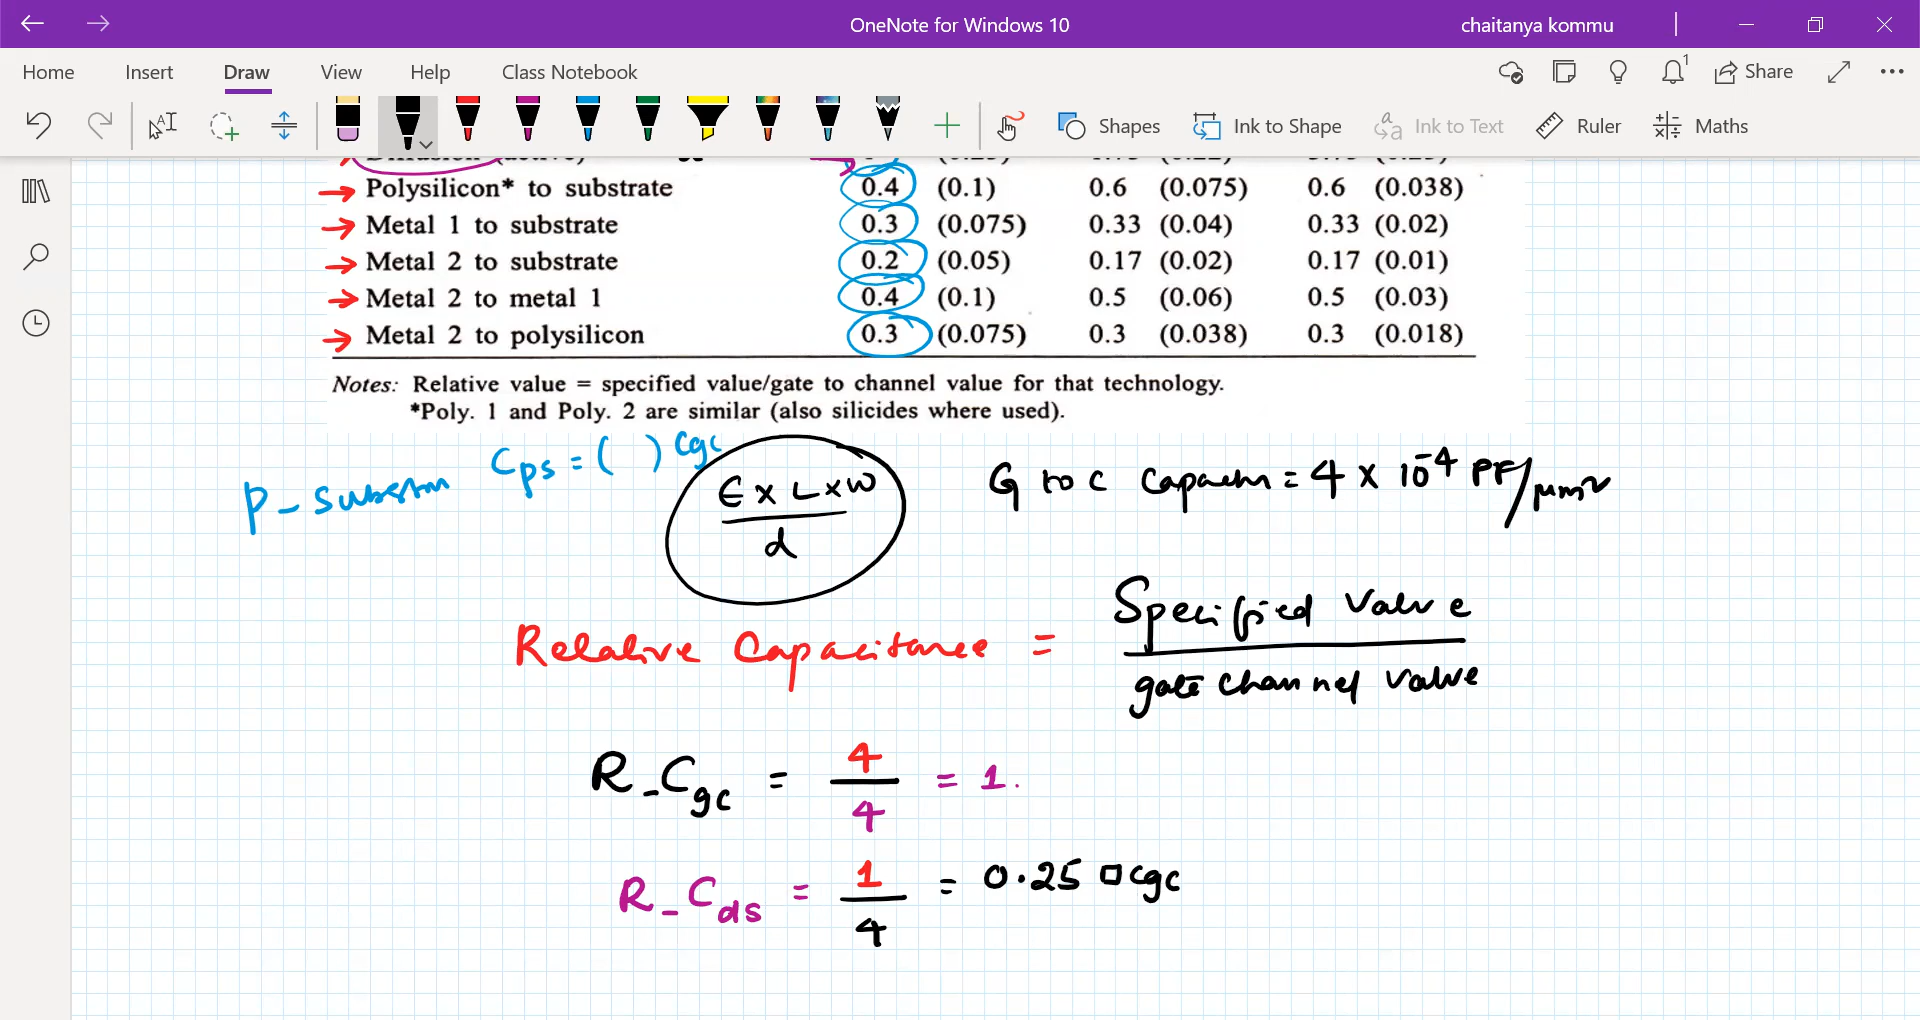 OneNote for Windows 10
chaitanya kommu
Home Insert Draw View Help Class Notebook
1 Share
Shapes Ink to Shape Ink to Text Ruler Maths
Diffusion (active)
Polysilicon* to substrate 0.4 (0.1) 0.6 (0.075) 0.6 (0.038)
Metal 1 to substrate 0.3 (0.075) 0.33 (0.04) 0.33 (0.02)
Metal 2 to substrate 0.2 (0.05) 0.17 (0.02) 0.17 (0.01)
Metal 2 to metal 1 0.4 (0.1) 0.5 (0.06) 0.5 (0.03)
Metal 2 to polysilicon 0.3 (0.075) 0.3 (0.038) 0.3 (0.018)
Notes: Relative value = specified value/gate to channel value for that technology.
*Poly. 1 and Poly. 2 are similar (also silicides where used).
Cps = ( ) Cgc
P-
∈ x L x W
d
G to C = 4 x 10^-4 PF/μm²
Relative Capacitance = Specified Value
gate channel value
R_Cgc = 4/4 = 1.
R_Cds = 1/4 = 0.25 □Cgc